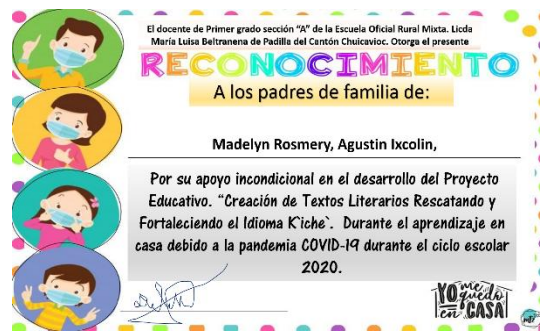 El docente de Primer grado sección “A” de la Escuela Oficial Rural Mixta. Licda
María Luisa Beltranena de Padilla del Cantón Chuicavioc. Otorga el presente
RECONOCIMIENTO
A los padres de familia de:
Madelyn Rosmery, Agustin Ixcolin,
Por su apoyo incondicional en el desarrollo del Proyecto
Educativo. “Creación de Textos Literarios Rescatando y
Fortaleciendo el Idioma K`iche`. Durante el aprendizaje en
casa debido a la pandemia COVID-19 durante el ciclo escolar
2020.
YO me
quedo
en CASA